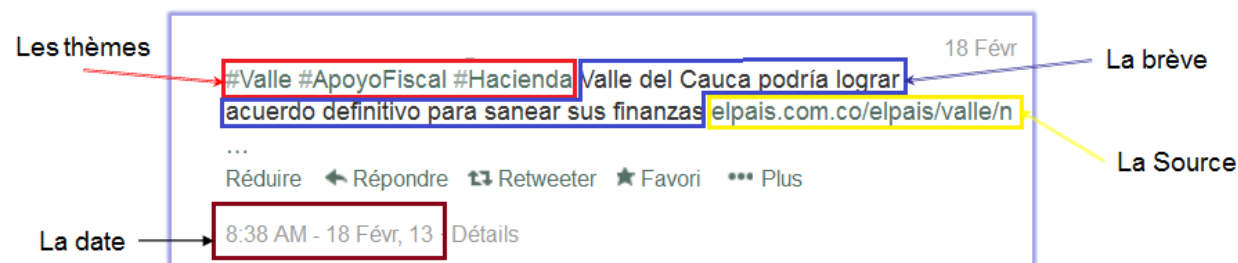 18 Févr
Les thèmes
La brève
#Valle #ApoyoFiscal #Hacienda Valle del Cauca podría lograr
acuerdo definitivo para sanear sus finanzas elpais.com.co/elpais/valle/n
…
La Source
Réduire Répondre Retweeter Favori ••• Plus
La date
8:38 AM - 18 Févr, 13 · Détails